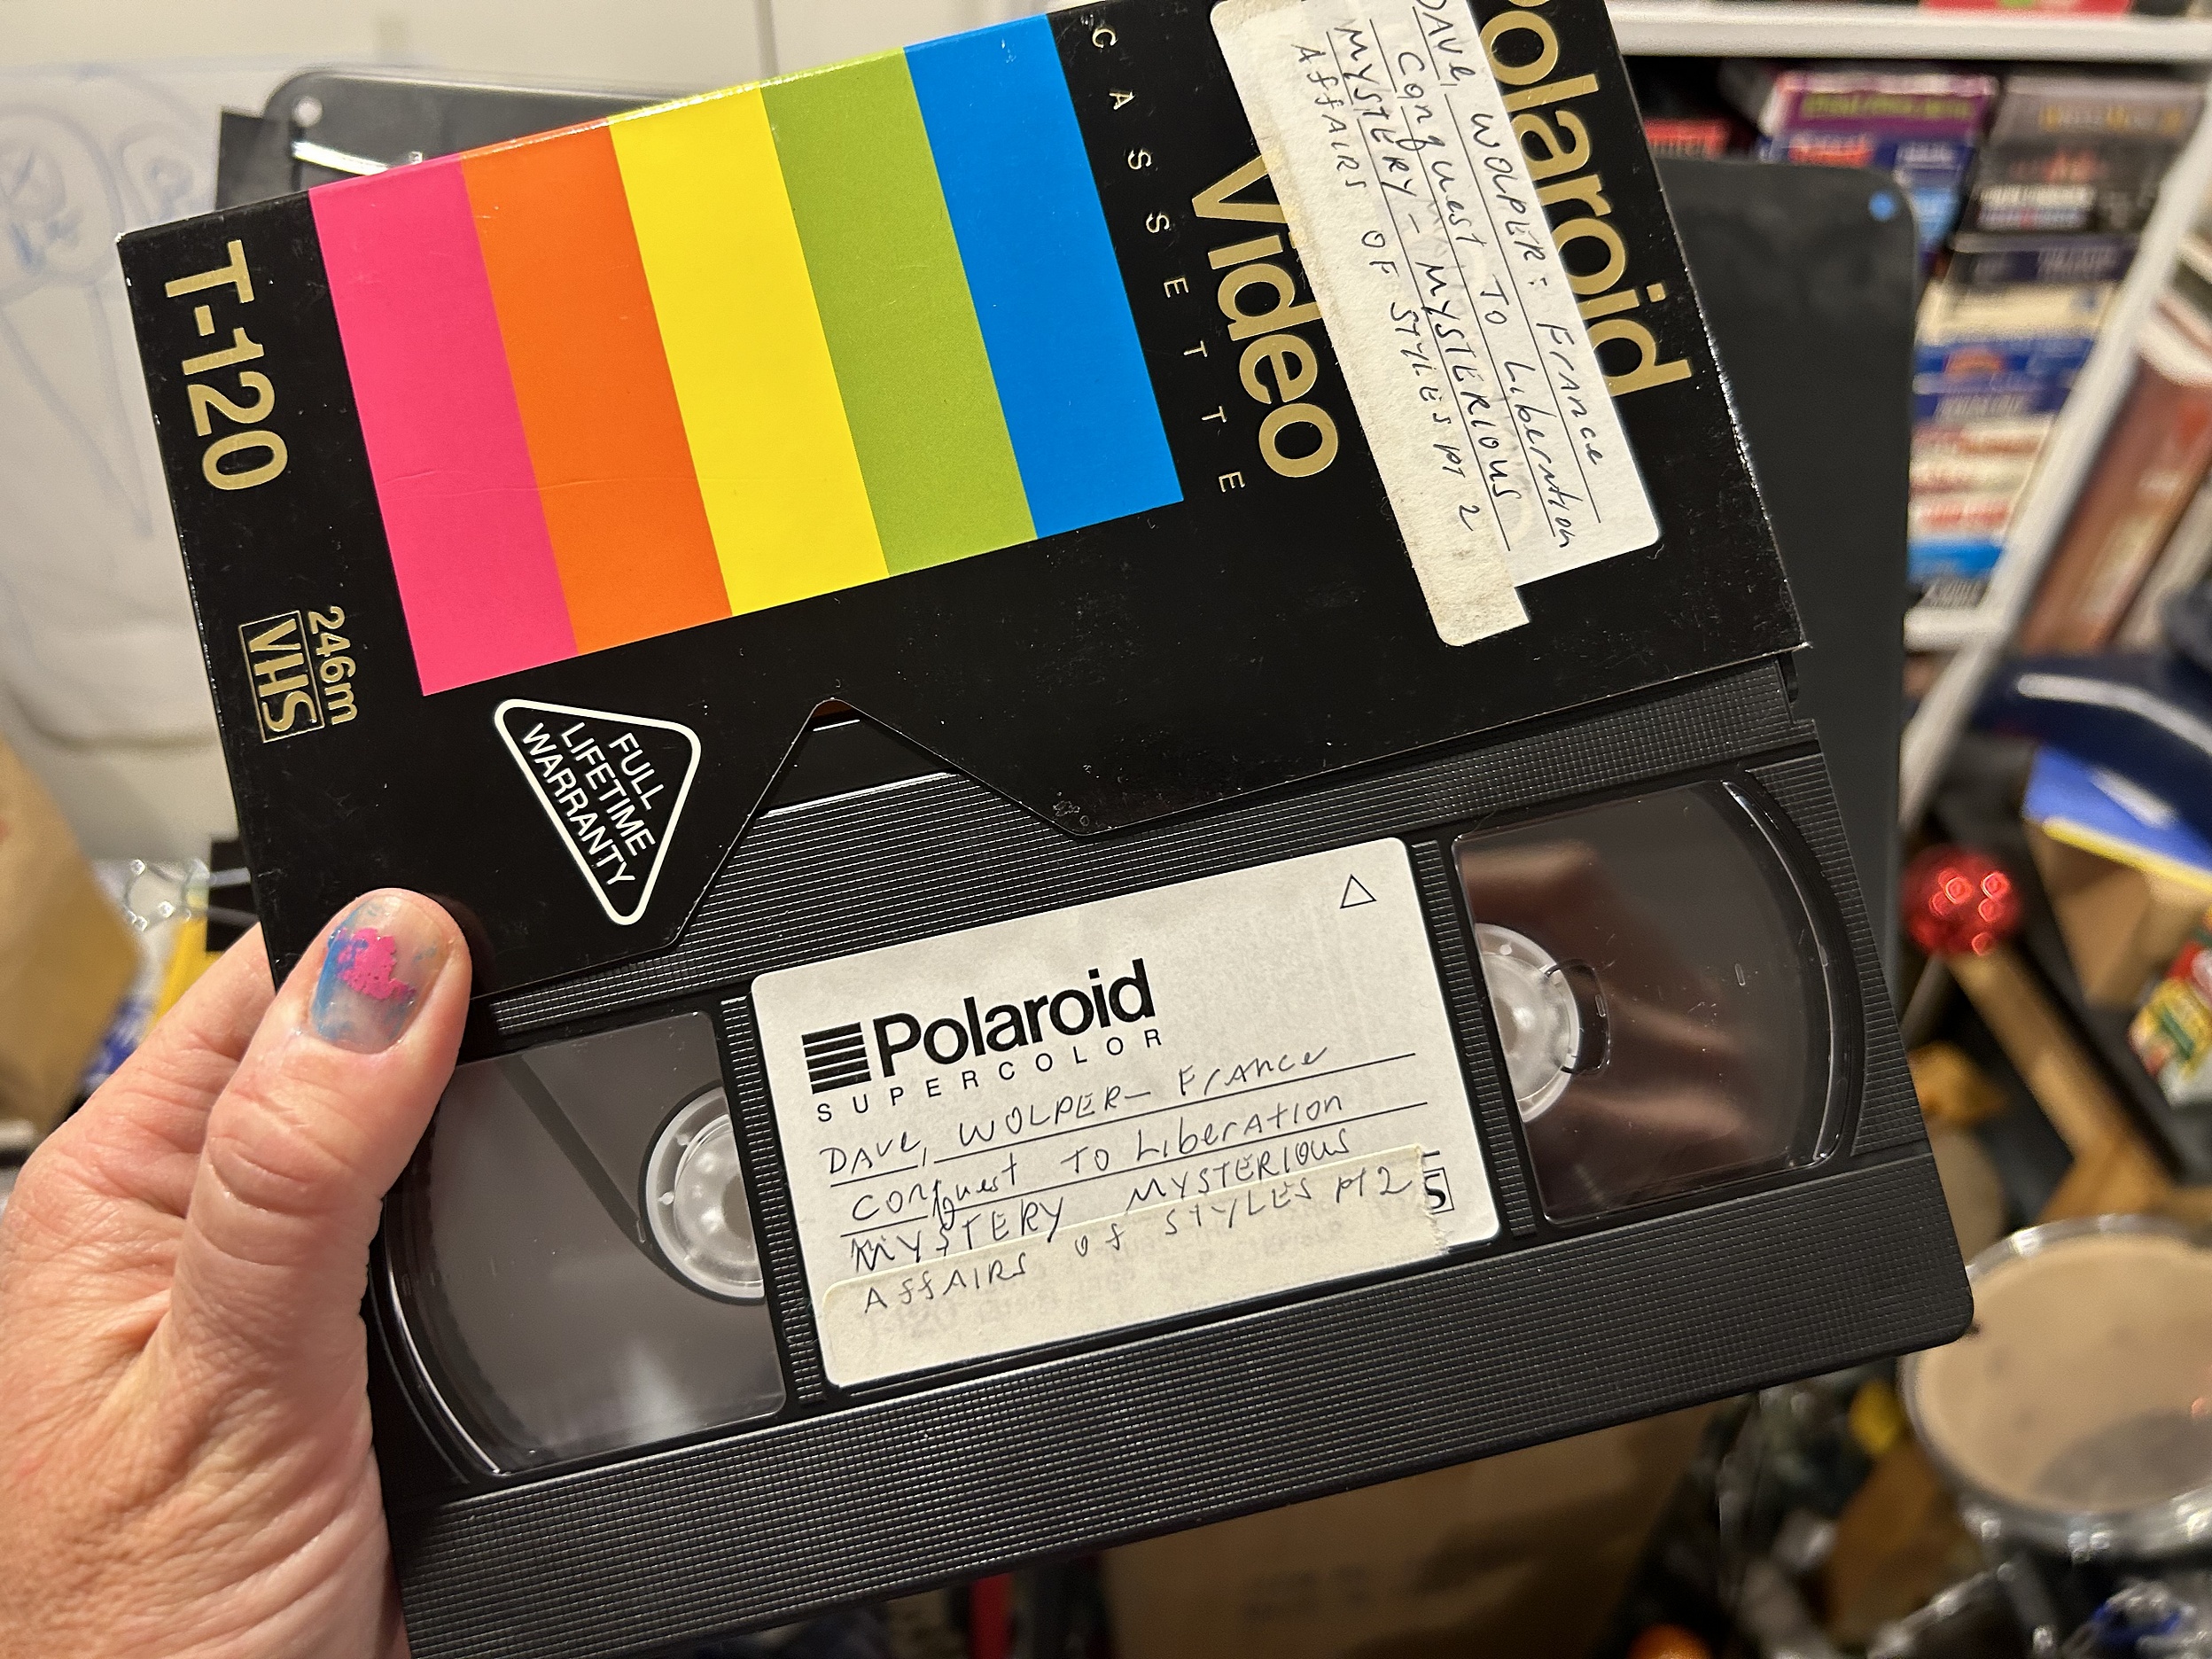 Polaroid
Video
CASSETTE
DAVE, WOLPER: FrANce
Conquest TO Liberation
MYSTERY - MYSTERIOUS
AffAIRS OF STYLES pt 2
T-120
246m
VHS
FULL
LIFETIME
WARRANTY
Polaroid
SUPERCOLOR
DAVE, WOLPER- FrANce
conquest TO LiberATION
MYSTERY MYSTERIOUS
AffAIRS of STYLES pt 2
S